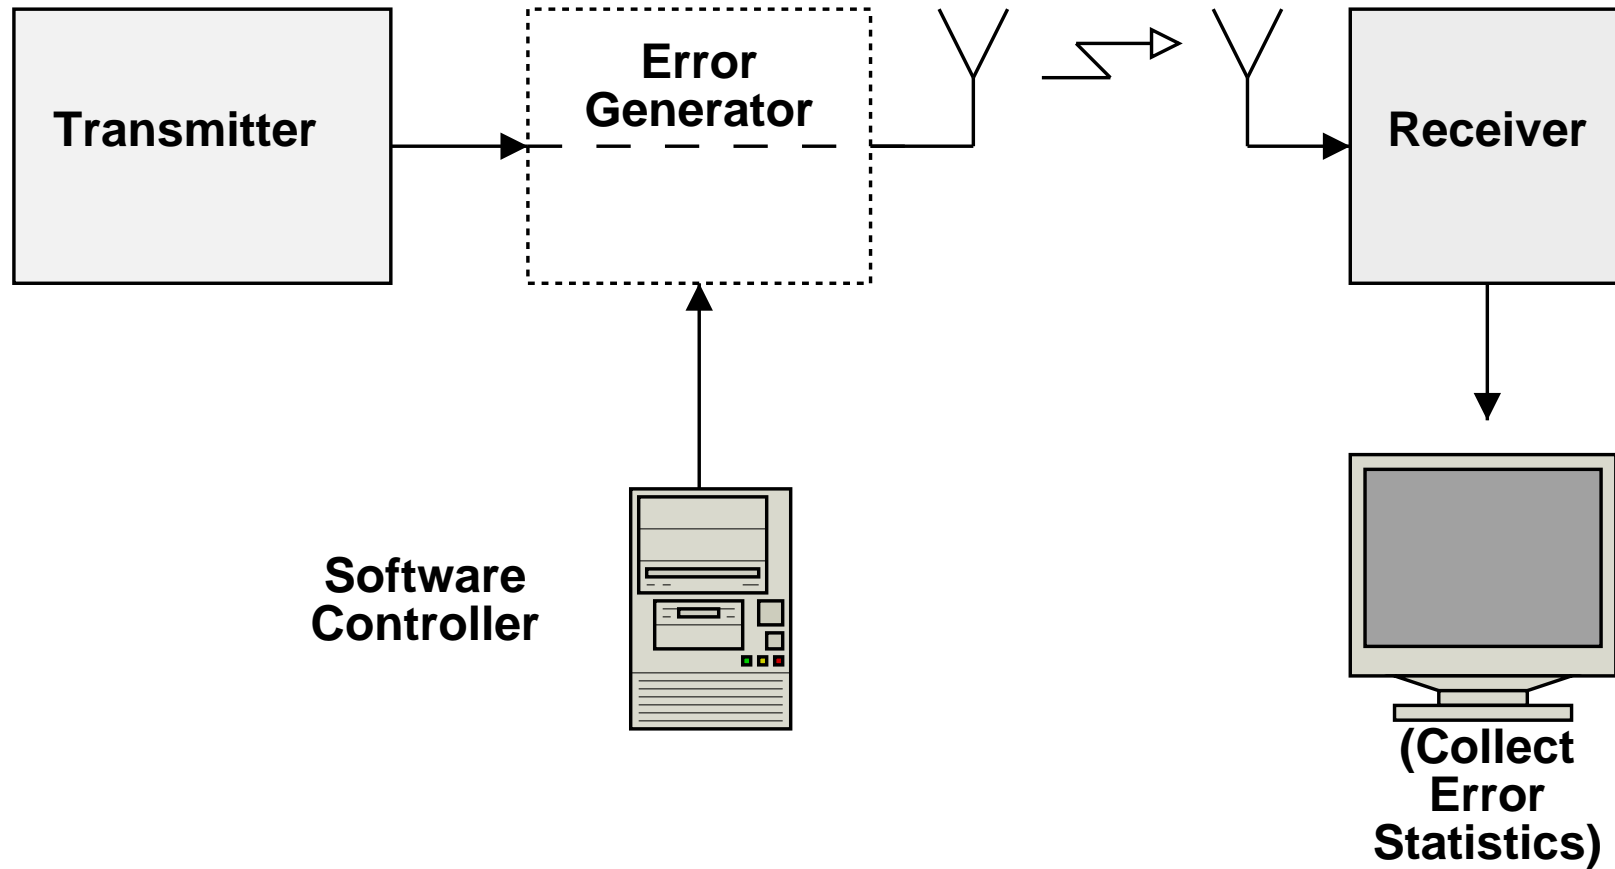 Transmitter
Error
Generator
Receiver
Software
Controller
(Collect
Error
Statistics)